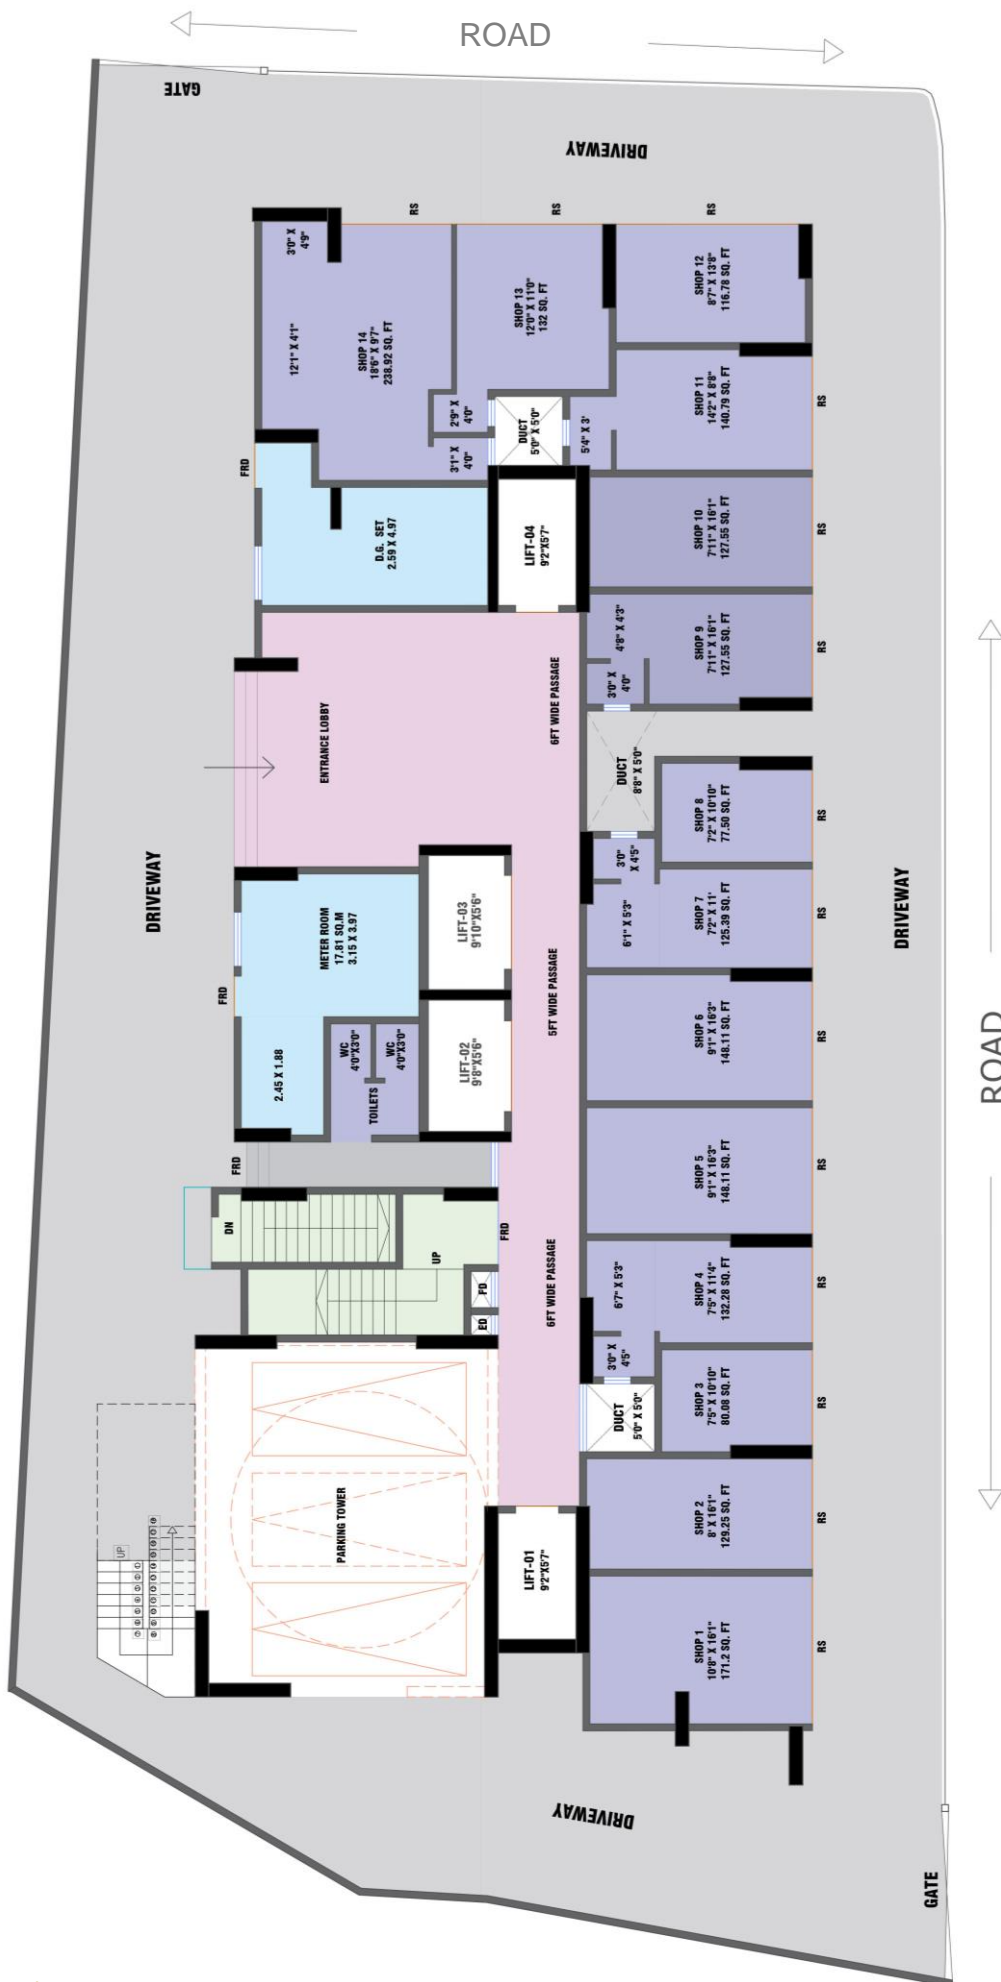 ROAD
GATE
DRIVEWAY
RS
RS
RS
3'0" X
4'9"
12'1" X 4'1"
SHOP 14
18'6" X 9'7"
238.92 SQ. FT
SHOP 13
12'0" X 11'0"
132 SQ. FT
SHOP 12
8'7" X 13'8"
116.78 SQ. FT
2'9" X
4'0"
3'1" X
4'0"
DUCT
5'0" X 5'0"
5'4" X 3'
SHOP 11
14'2" X 8'8"
140.79 SQ. FT
RS
FRD
D.G. SET
2.59 X 4.97
LIFT-04
9'2"X5'7"
SHOP 10
7'11" X 16'1"
127.55 SQ. FT
RS
4'8" X 4'3"
3'0" X
4'0"
SHOP 9
7'11" X 16'1"
127.55 SQ. FT
RS
ENTRANCE LOBBY
6FT WIDE PASSAGE
DUCT
8'8" X 5'0"
SHOP 8
7'2" X 10'10"
77.50 SQ. FT
RS
DRIVEWAY
METER ROOM
17.81 SQ.M
3.15 X 3.97
LIFT-03
9'10"X5'6"
3'0"
X 4'5"
6'1" X 5'3"
SHOP 7
7'2" X 11'
125.39 SQ. FT
RS
DRIVEWAY
FRD
5FT WIDE PASSAGE
SHOP 6
9'1" X 16'3"
148.11 SQ. FT
RS
ROAD
2.45 X 1.88
WC
4'0"X3'0"
WC
4'0"X3'0"
TOILETS
LIFT-02
9'8"X5'6"
SHOP 5
9'1" X 16'3"
148.11 SQ. FT
RS
FRD
DN
UP
FRD
FD
ED
6FT WIDE PASSAGE
6'7" X 5'3"
SHOP 4
7'5" X 11'4"
132.28 SQ. FT
RS
3'0" X
4'5"
DUCT
5'0" X 5'0"
SHOP 3
7'5" X 10'10"
80.08 SQ. FT
RS
PARKING TOWER
UP
SHOP 2
8' X 16'1"
129.25 SQ. FT
RS
LIFT-01
9'2"X5'7"
SHOP 1
10'8" X 16'1"
171.2 SQ. FT
RS
DRIVEWAY
GATE